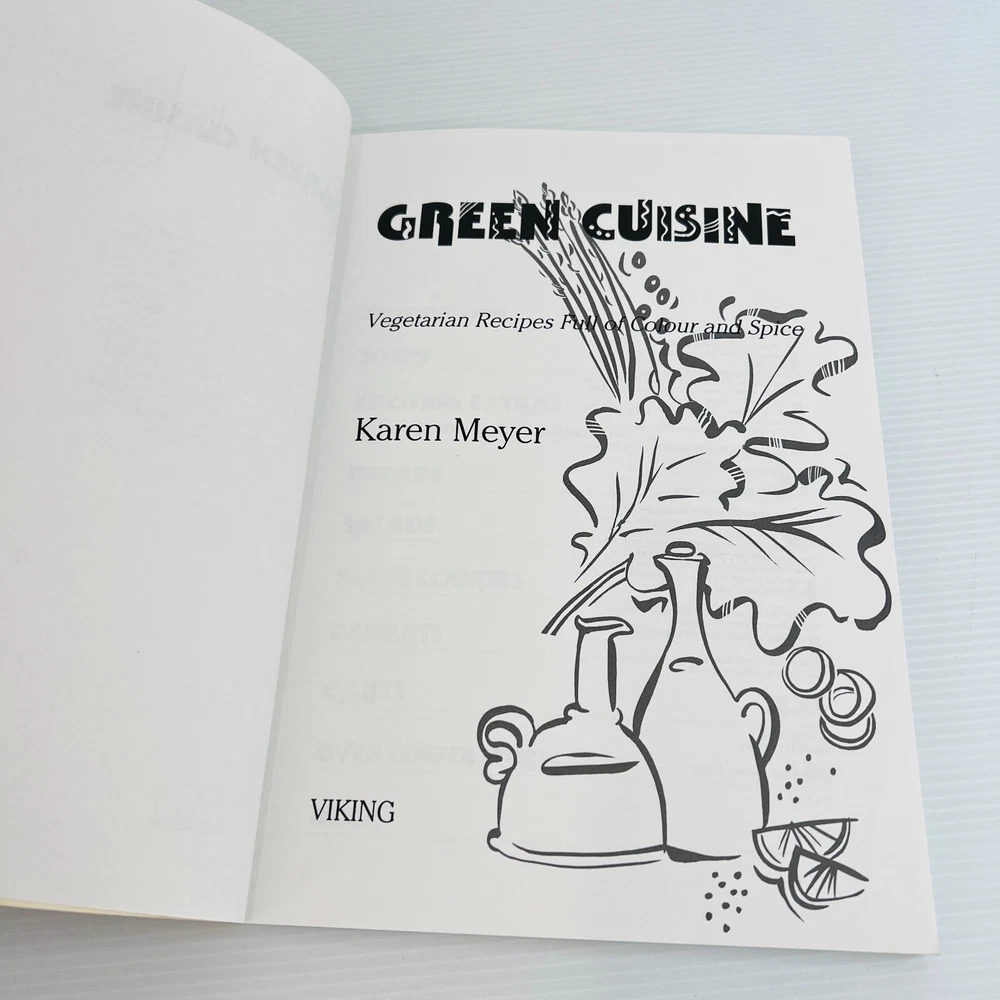 GREEN CUISINE
Vegetarian Recipes Full of Colour and Spice
Karen Meyer
VIKING